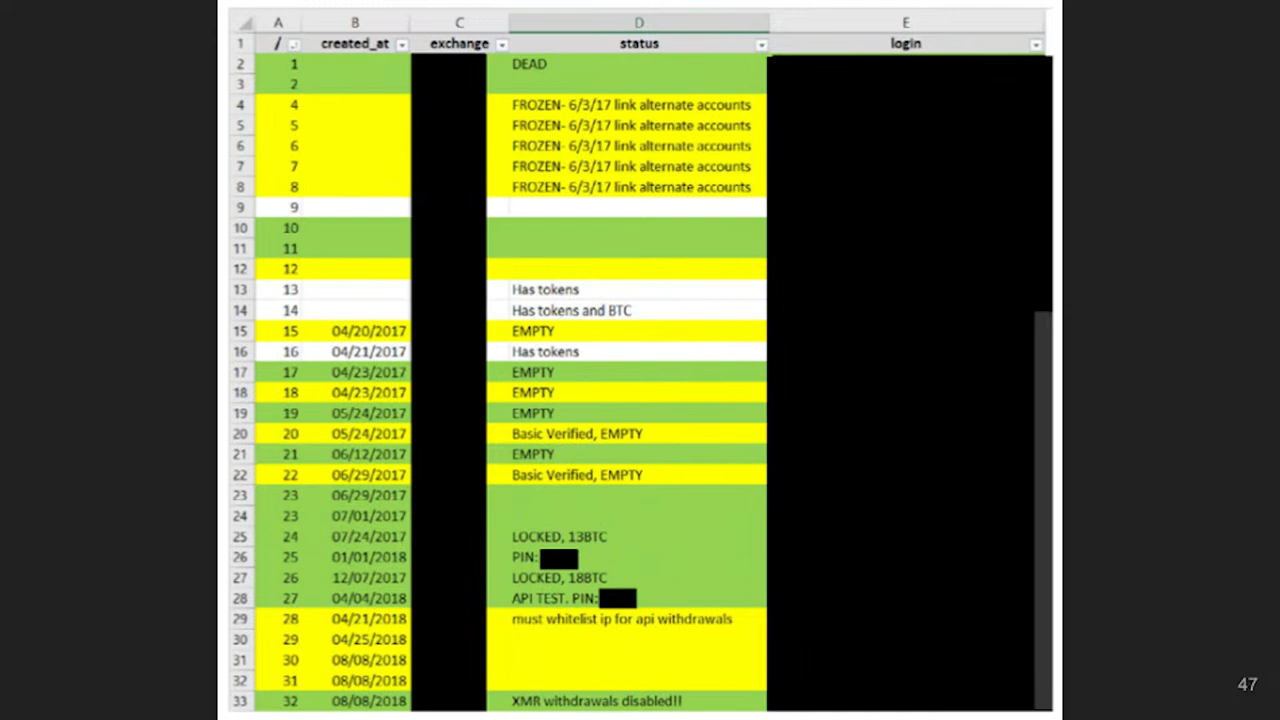 A B C D E
1 / created_at exchange status login
2 1 DEAD
3 2
4 4 FROZEN- 6/3/17 link alternate accounts
5 5 FROZEN- 6/3/17 link alternate accounts
6 6 FROZEN- 6/3/17 link alternate accounts
7 7 FROZEN- 6/3/17 link alternate accounts
8 8 FROZEN- 6/3/17 link alternate accounts
9 9
10 10
11 11
12 12
13 13 Has tokens
14 14 Has tokens and BTC
15 15 04/20/2017 EMPTY
16 16 04/21/2017 Has tokens
17 17 04/23/2017 EMPTY
18 18 04/23/2017 EMPTY
19 19 05/24/2017 EMPTY
20 20 05/24/2017 Basic Verified, EMPTY
21 21 06/12/2017 EMPTY
22 22 06/29/2017 Basic Verified, EMPTY
23 23 06/29/2017
24 23 07/01/2017
25 24 07/24/2017 LOCKED, 13BTC
26 25 01/01/2018 PIN:
27 26 12/07/2017 LOCKED, 18BTC
28 27 04/04/2018 API TEST. PIN:
29 28 04/21/2018 must whitelist ip for api withdrawals
30 29 04/25/2018
31 30 08/08/2018
32 31 08/08/2018
33 32 08/08/2018 XMR withdrawals disabled!!
47